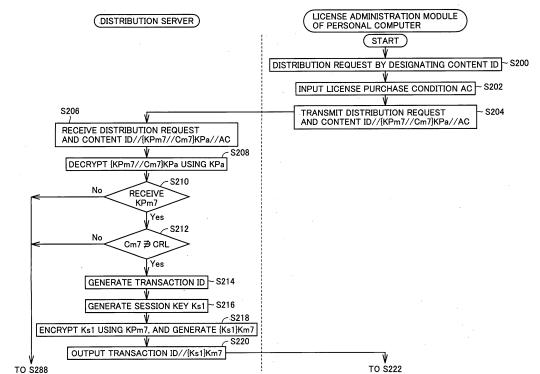 DISTRIBUTION SERVER
LICENSE ADMINISTRATION MODULE
OF PERSONAL COMPUTER
START
DISTRIBUTION REQUEST BY DESIGNATING CONTENT ID
S200
INPUT LICENSE PURCHASE CONDITION AC
S202
TRANSMIT DISTRIBUTION REQUEST
AND CONTENT ID//{KPm7//Cm7}KPa//AC
S204
S206
RECEIVE DISTRIBUTION REQUEST
AND CONTENT ID//{KPm7//Cm7}KPa//AC
S208
DECRYPT {KPm7//Cm7}KPa USING KPa
S210
No
RECEIVE
KPm7
Yes
S212
No
Cm7 ∌ CRL
Yes
GENERATE TRANSACTION ID
S214
GENERATE SESSION KEY Ks1
S216
S218
ENCRYPT Ks1 USING KPm7, AND GENERATE {Ks1}Km7
S220
OUTPUT TRANSACTION ID//{Ks1}Km7
TO S288
TO S222